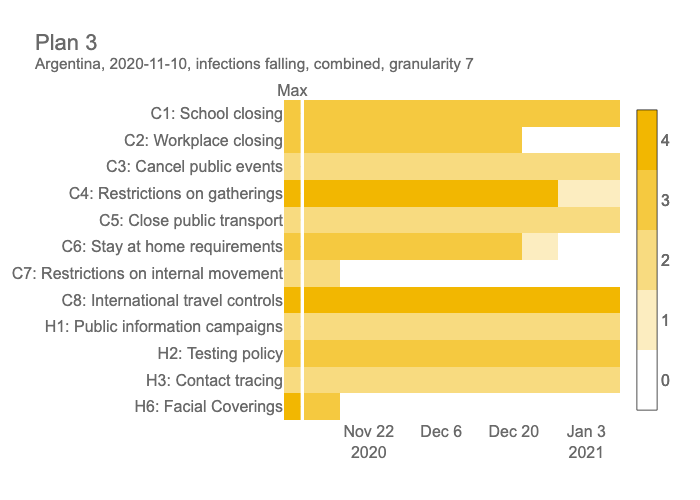 Plan 3
Argentina, 2020-11-10, infections falling, combined, granularity 7
Max
C1: School closing
C2: Workplace closing
C3: Cancel public events
C4: Restrictions on gatherings
C5: Close public transport
C6: Stay at home requirements
C7: Restrictions on internal movement
C8: International travel controls
H1: Public information campaigns
H2: Testing policy
H3: Contact tracing
H6: Facial Coverings
Nov 22 Dec 6 Dec 20 Jan 3
2020 2021
4
3
2
1
0